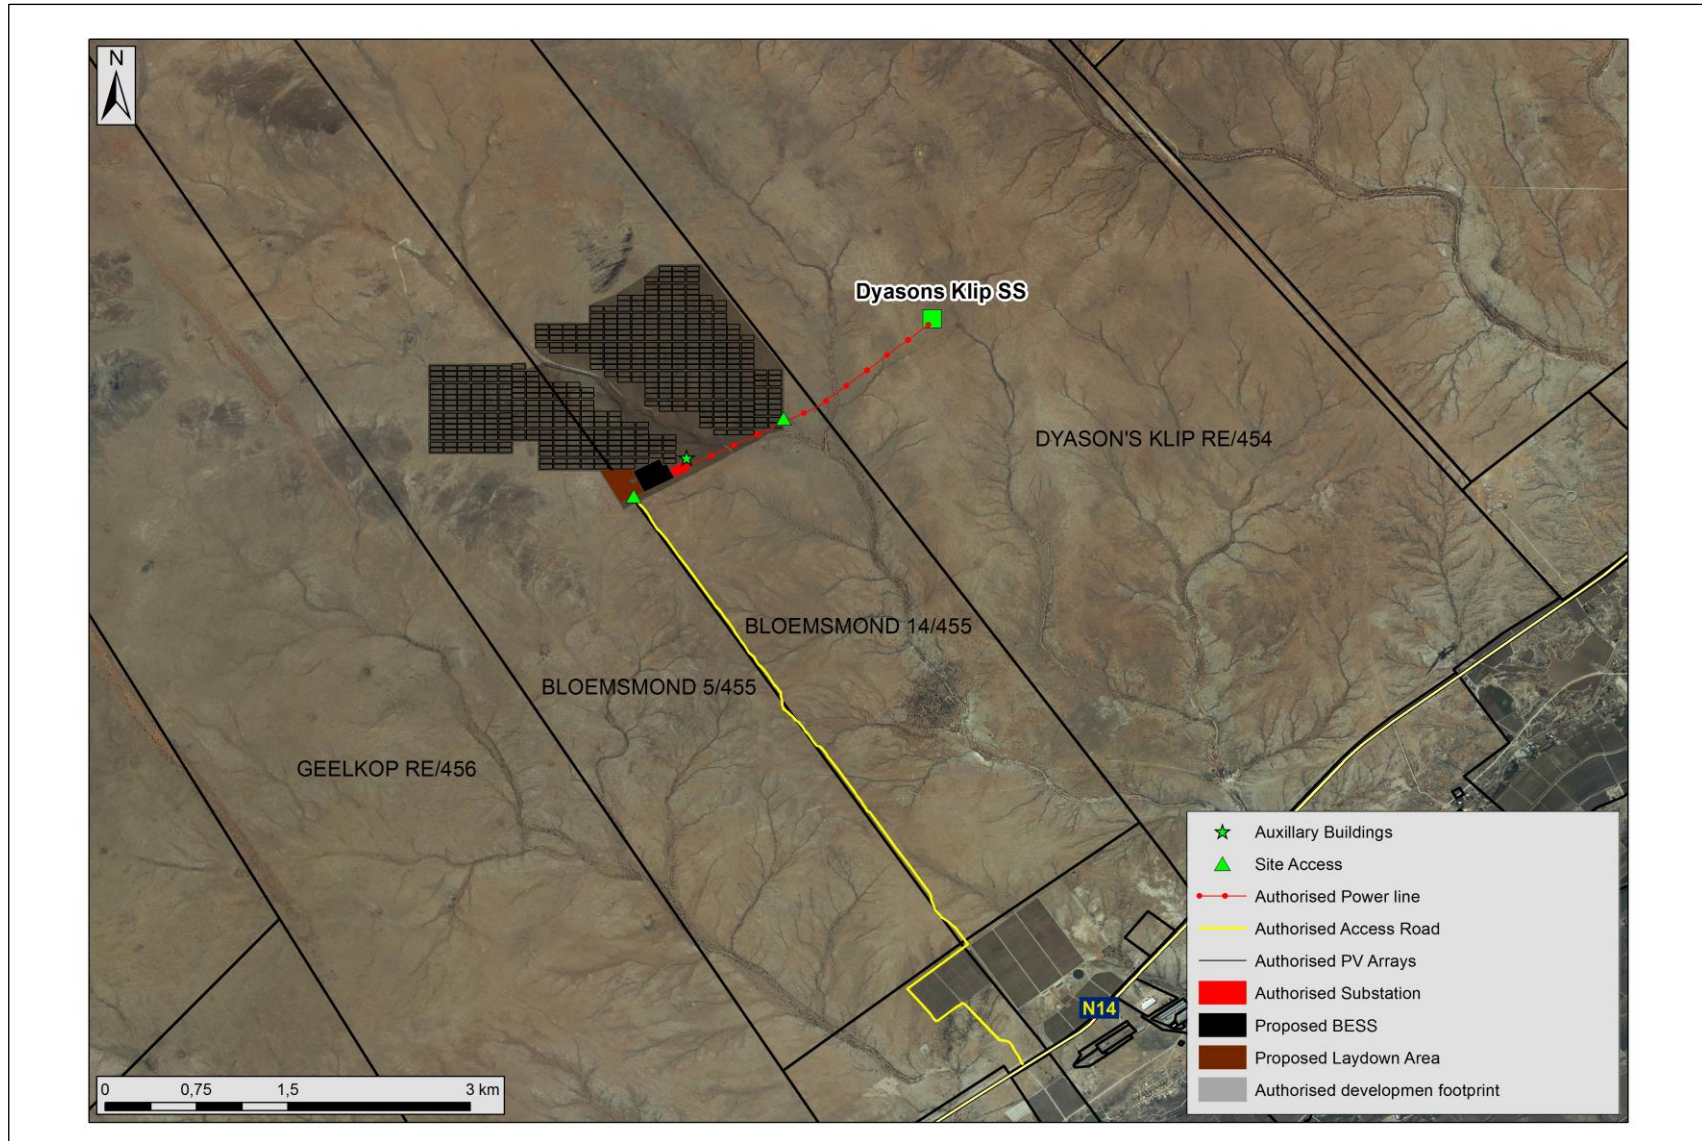 N
Dyasons Klip SS
DYASON'S KLIP RE/454
BLOEMSMOND 14/455
BLOEMSMOND 5/455
GEELKOP RE/456
N14
Auxillary Buildings
Site Access
Authorised Power line
Authorised Access Road
Authorised PV Arrays
Authorised Substation
Proposed BESS
Proposed Laydown Area
Authorised developmen footprint
0 0,75 1,5 3 km